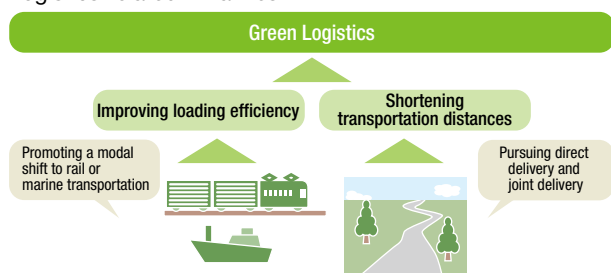 Green Logistics
Improving loading efficiency
Shortening
transportation distances
Promoting a modal
shift to rail or
marine transportation
Pursuing direct
delivery and
joint delivery